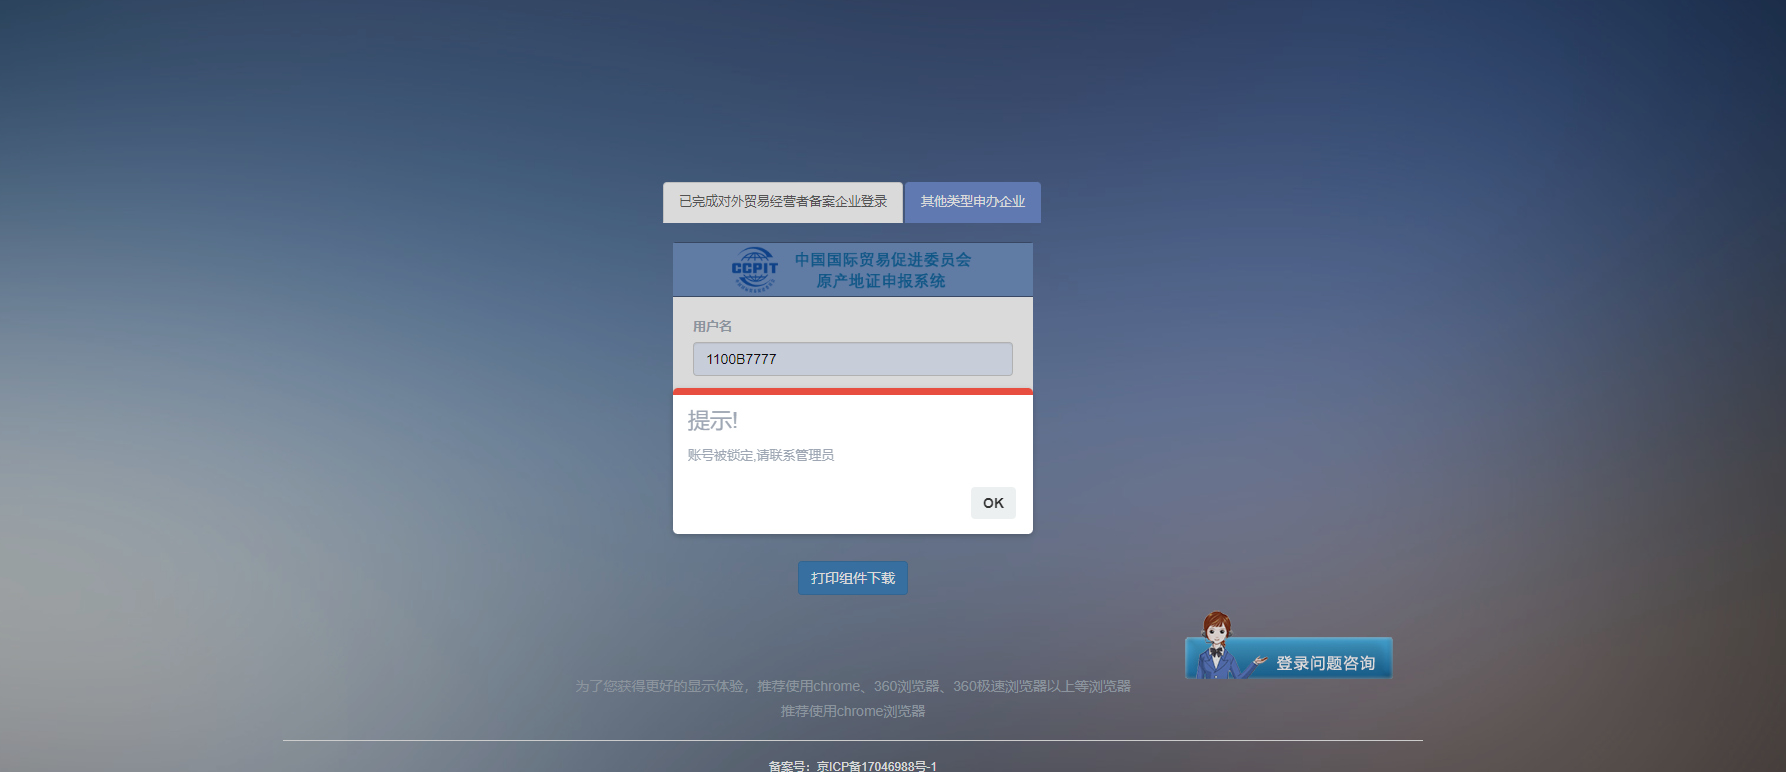 已完成对外贸易经营者备案企业登录
其他类型申办企业
CCPIT
中国国际贸易促进委员会
原产地证申报系统
用户名
1100B7777
提示!
账号被锁定,请联系管理员
OK
打印组件下载
登录问题咨询
为了您获得更好的显示体验，推荐使用chrome、360浏览器、360极速浏览器以上等浏览器
推荐使用chrome浏览器
备案号：京ICP备17046988号-1